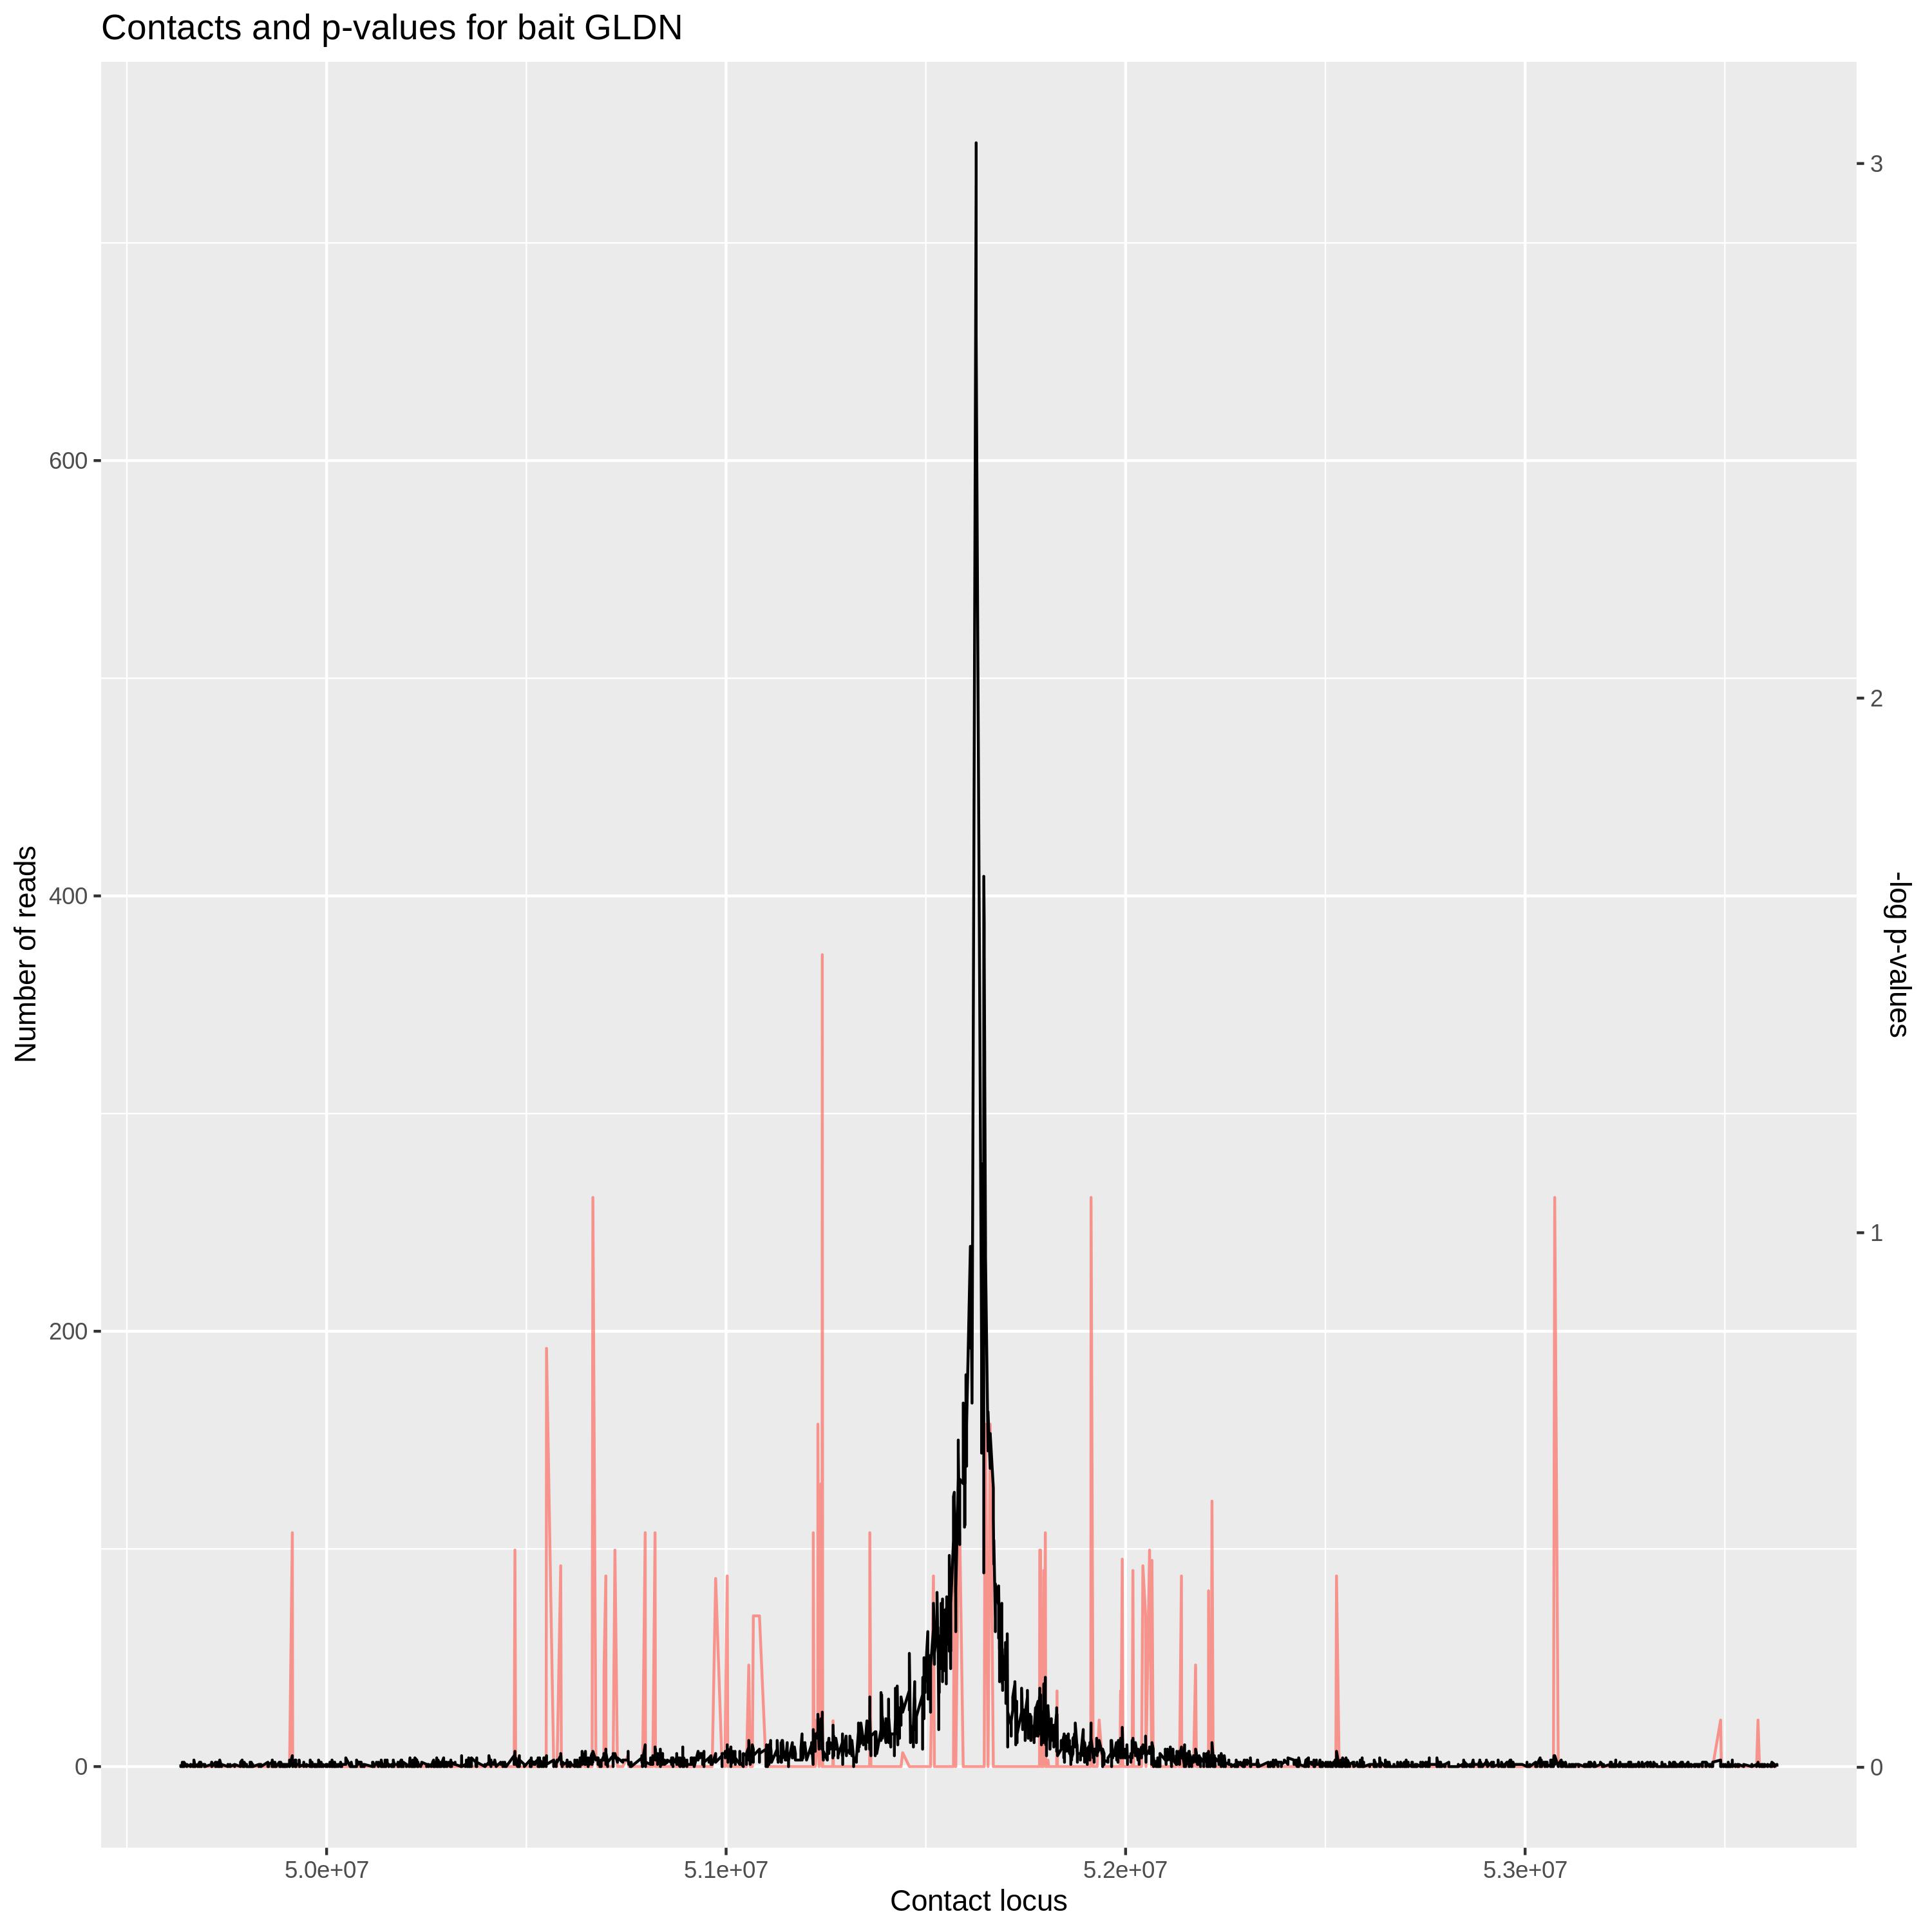 Contacts and p-values for bait GLDN
Number of reads
600
400
200
0
3
2
1
0
-log p-values
5.0e+07
5.1e+07
5.2e+07
5.3e+07
Contact locus